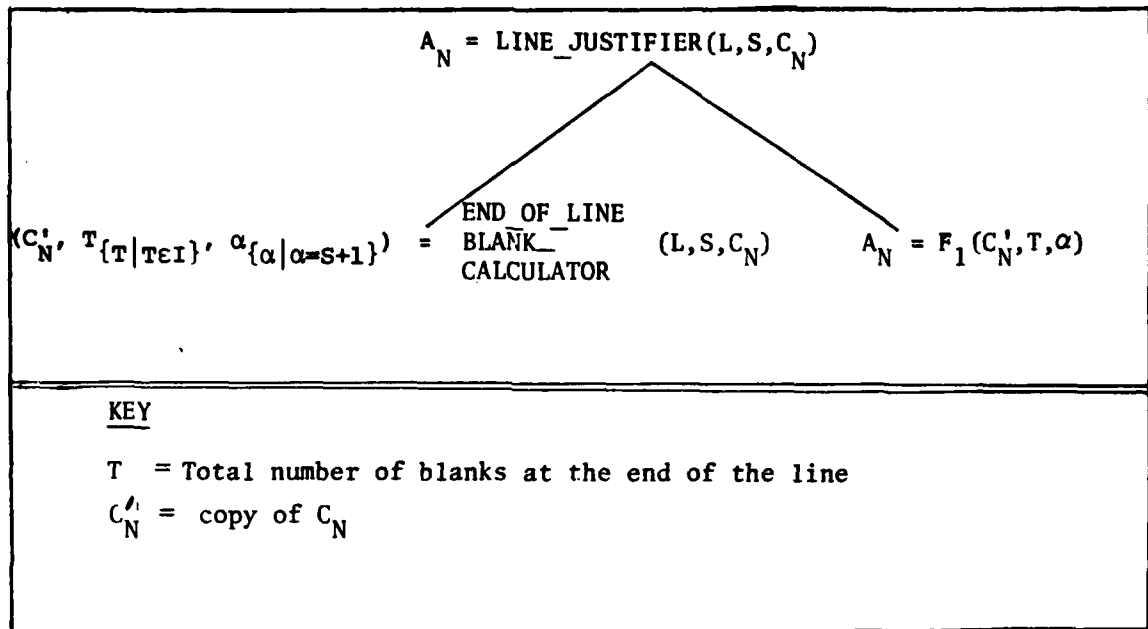 A_N = LINE_JUSTIFIER(L,S,C_N)
(C'_N, T_{T|TεI}, α_{α|α=S+1}) = END_OF_LINE BLANK_ CALCULATOR (L,S,C_N) A_N = F_1(C'_N,T,α)
KEY
T = Total number of blanks at the end of the line
C'_N = copy of C_N